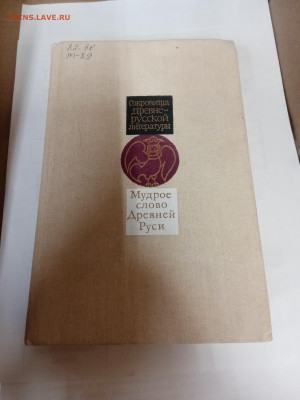 COINS.LAVE.RU
Сокровища
древне-
русской
литературы
Мудрое
слово
Древней
Руси